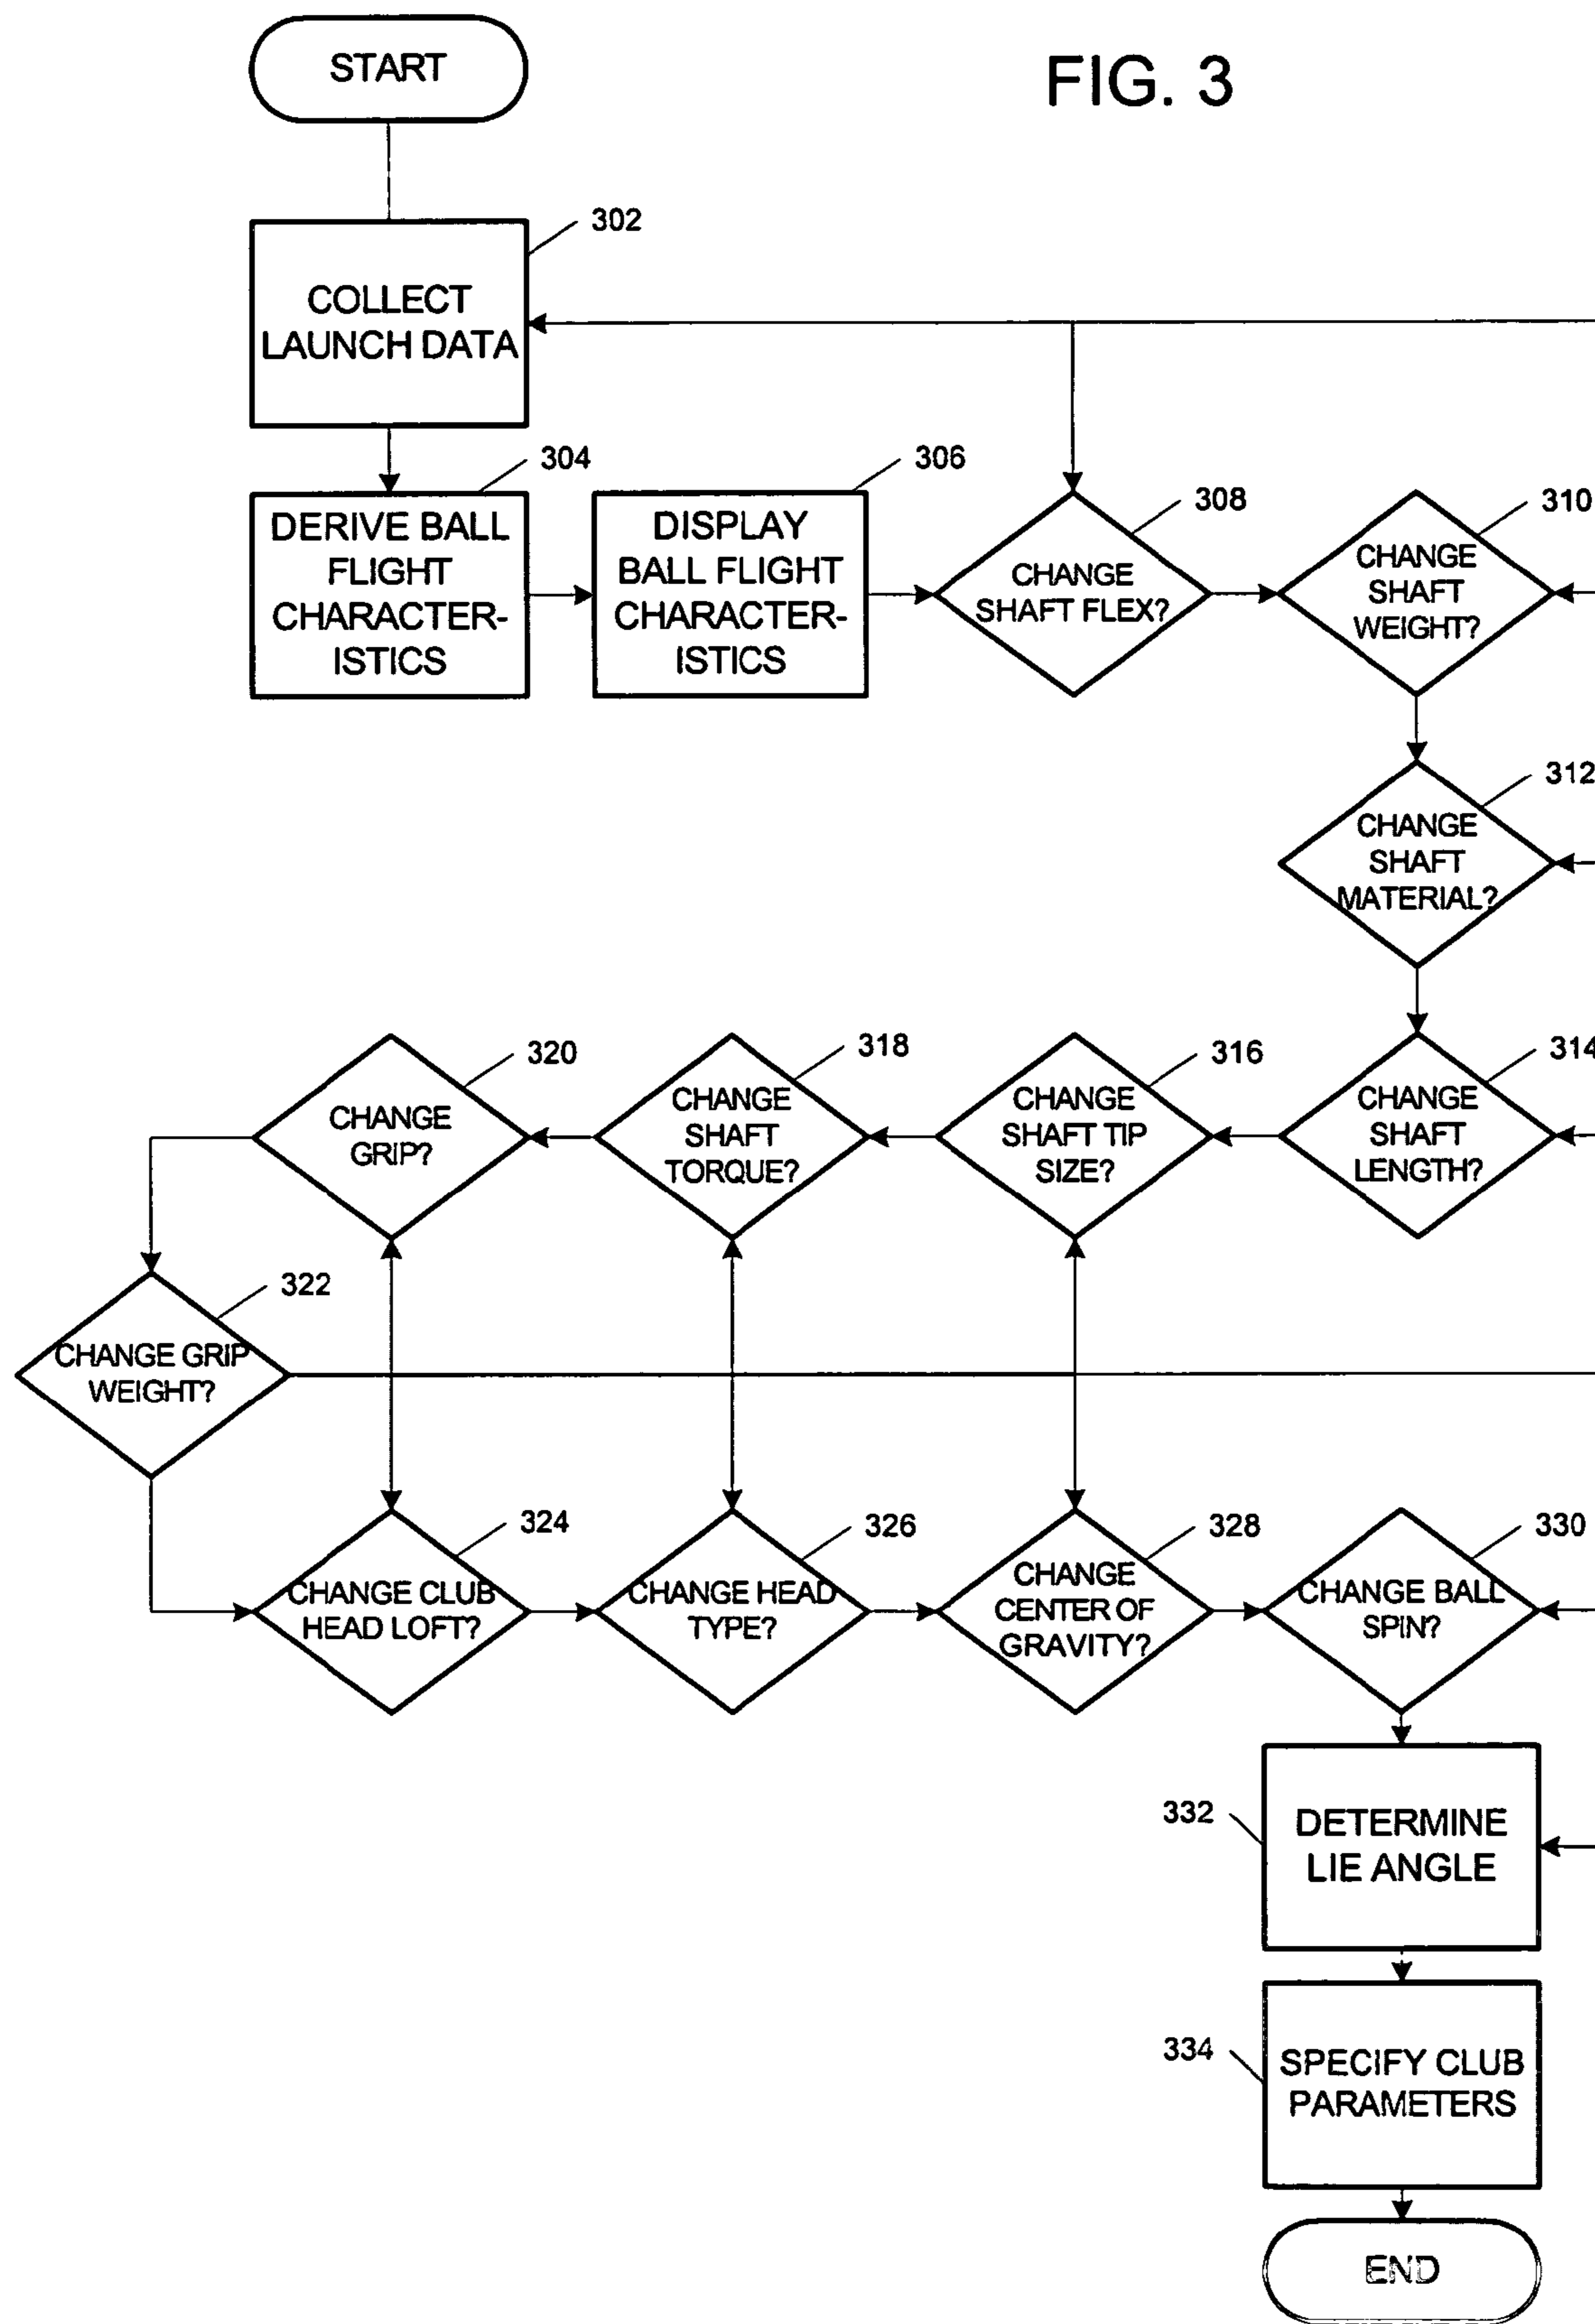 START
FIG. 3
302
COLLECT
LAUNCH DATA
304
DERIVE BALL
FLIGHT
CHARACTER-
ISTICS
306
DISPLAY
BALL FLIGHT
CHARACTER-
ISTICS
308
CHANGE
SHAFT FLEX?
310
CHANGE
SHAFT
WEIGHT?
312
CHANGE
SHAFT
MATERIAL?
314
CHANGE
SHAFT
LENGTH?
316
CHANGE
SHAFT TIP
SIZE?
318
CHANGE
SHAFT
TORQUE?
320
CHANGE
GRIP?
322
CHANGE GRIP
WEIGHT?
324
CHANGE CLUB
HEAD LOFT?
326
CHANGE HEAD
TYPE?
328
CHANGE
CENTER OF
GRAVITY?
330
CHANGE BALL
SPIN?
332
DETERMINE
LIE ANGLE
334
SPECIFY CLUB
PARAMETERS
END